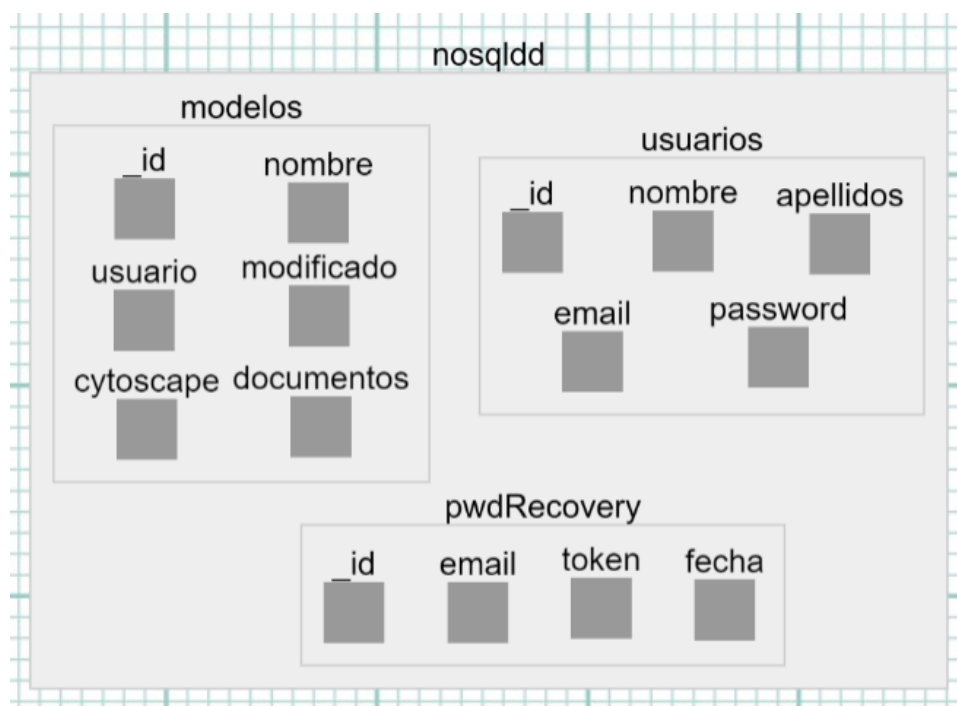 nosqldd
modelos
_id nombre
usuario modificado
cytoscape documentos
usuarios
_id nombre apellidos
email password
pwdRecovery
_id email token fecha